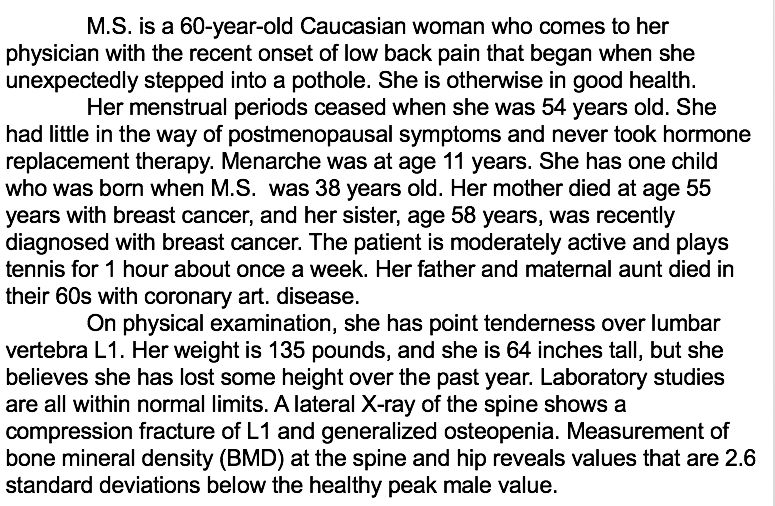 M.S. is a 60-year-old Caucasian woman who comes to her
physician with the recent onset of low back pain that began when she
unexpectedly stepped into a pothole. She is otherwise in good health.
Her menstrual periods ceased when she was 54 years old. She
had little in the way of postmenopausal symptoms and never took hormone
replacement therapy. Menarche was at age 11 years. She has one child
who was born when M.S.  was 38 years old. Her mother died at age 55
years with breast cancer, and her sister, age 58 years, was recently
diagnosed with breast cancer. The patient is moderately active and plays
tennis for 1 hour about once a week. Her father and maternal aunt died in
their 60s with coronary art. disease.
On physical examination, she has point tenderness over lumbar
vertebra L1. Her weight is 135 pounds, and she is 64 inches tall, but she
believes she has lost some height over the past year. Laboratory studies
are all within normal limits. A lateral X-ray of the spine shows a
compression fracture of L1 and generalized osteopenia. Measurement of
bone mineral density (BMD) at the spine and hip reveals values that are 2.6
standard deviations below the healthy peak male value.